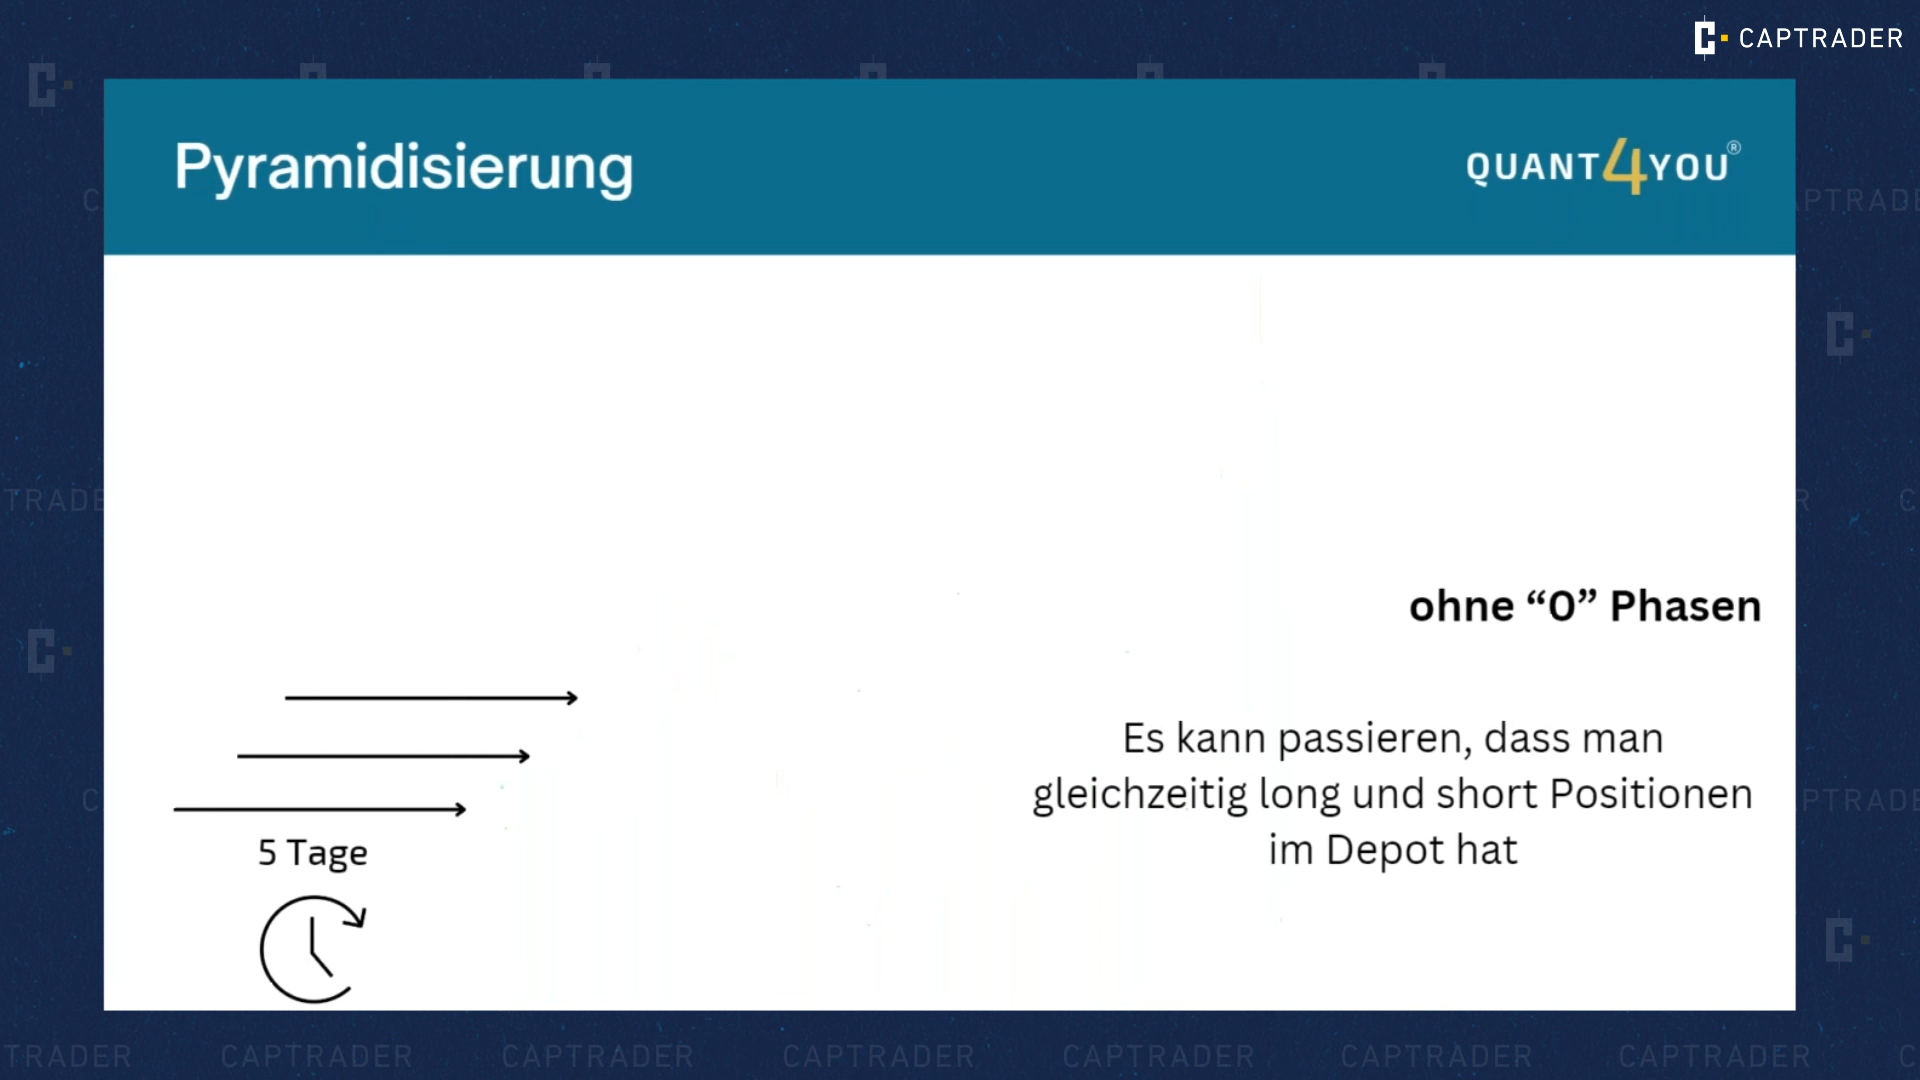 CAPTRADER
Pyramidisierung
QUANT4YOU®
ohne “0” Phasen
Es kann passieren, dass man
gleichzeitig long und short Positionen
im Depot hat
5 Tage
TRADER CAPTRADER CAPTRADER CAPTRADER CAPTRADER CAPTRADER CAPTRADER